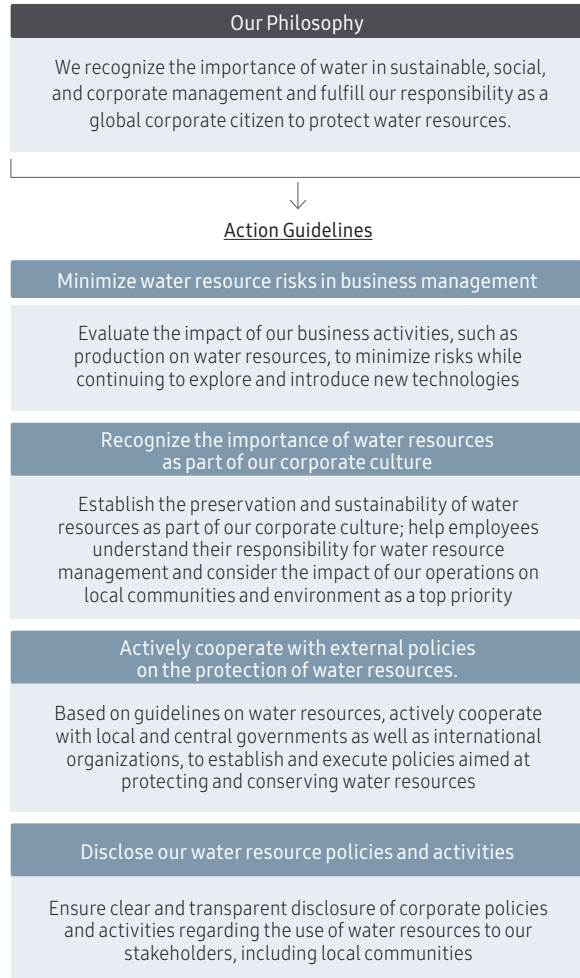 Our Philosophy
We recognize the importance of water in sustainable, social,
and corporate management and fulfill our responsibility as a
global corporate citizen to protect water resources.
Action Guidelines
Minimize water resource risks in business management
Evaluate the impact of our business activities, such as
production on water resources, to minimize risks while
continuing to explore and introduce new technologies
Recognize the importance of water resources
as part of our corporate culture
Establish the preservation and sustainability of water
resources as part of our corporate culture; help employees
understand their responsibility for water resource
management and consider the impact of our operations on
local communities and environment as a top priority
Actively cooperate with external policies
on the protection of water resources.
Based on guidelines on water resources, actively cooperate
with local and central governments as well as international
organizations, to establish and execute policies aimed at
protecting and conserving water resources
Disclose our water resource policies and activities
Ensure clear and transparent disclosure of corporate policies
and activities regarding the use of water resources to our
stakeholders, including local communities